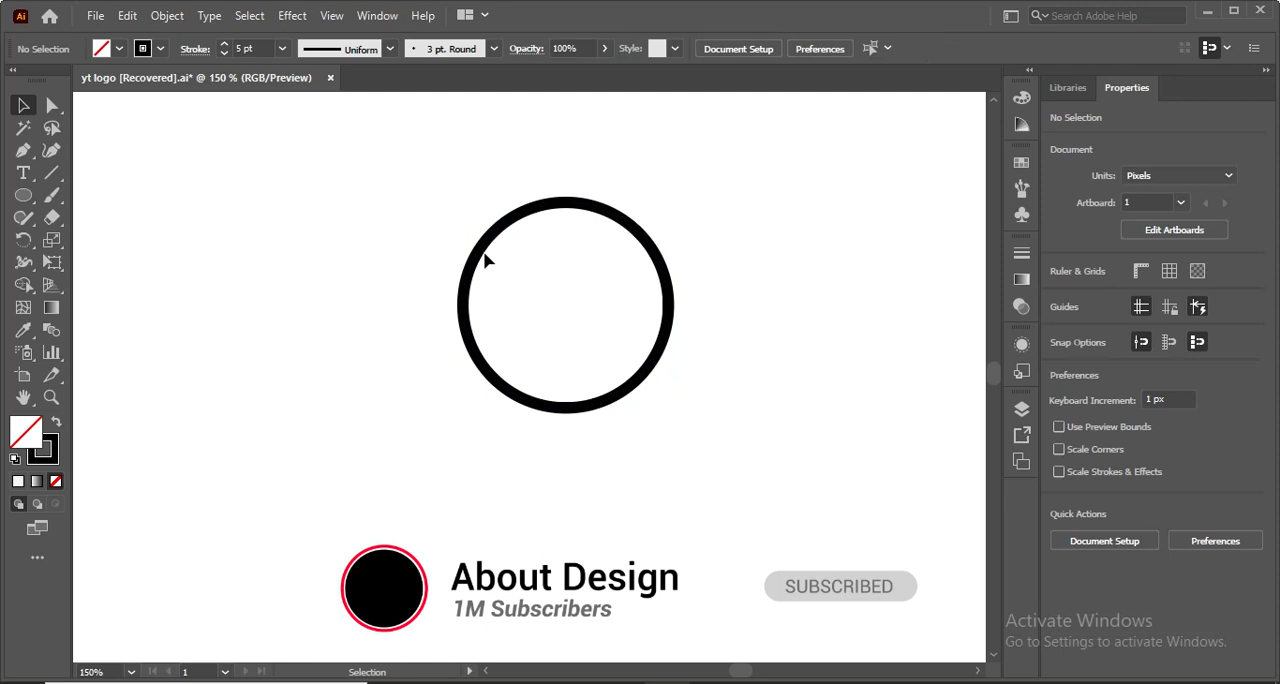 Ai File Edit Object Type Select Effect View Window Help Search Adobe Help
No Selection Stroke: 5 pt Uniform 3 pt. Round Opacity: 100% Style: Document Setup Preferences
yt logo [Recovered].ai* @ 150 % (RGB/Preview)
Libraries Properties
No Selection
Document
Units: Pixels
Artboard: 1
Edit Artboards
Ruler & Grids
Guides
Snap Options
Preferences
Keyboard Increment: 1 px
Use Preview Bounds
Scale Corners
Scale Strokes & Effects
Quick Actions
Document Setup Preferences
About Design
1M Subscribers
SUBSCRIBED
Activate Windows
Go to Settings to activate Windows.
150% 1 Selection